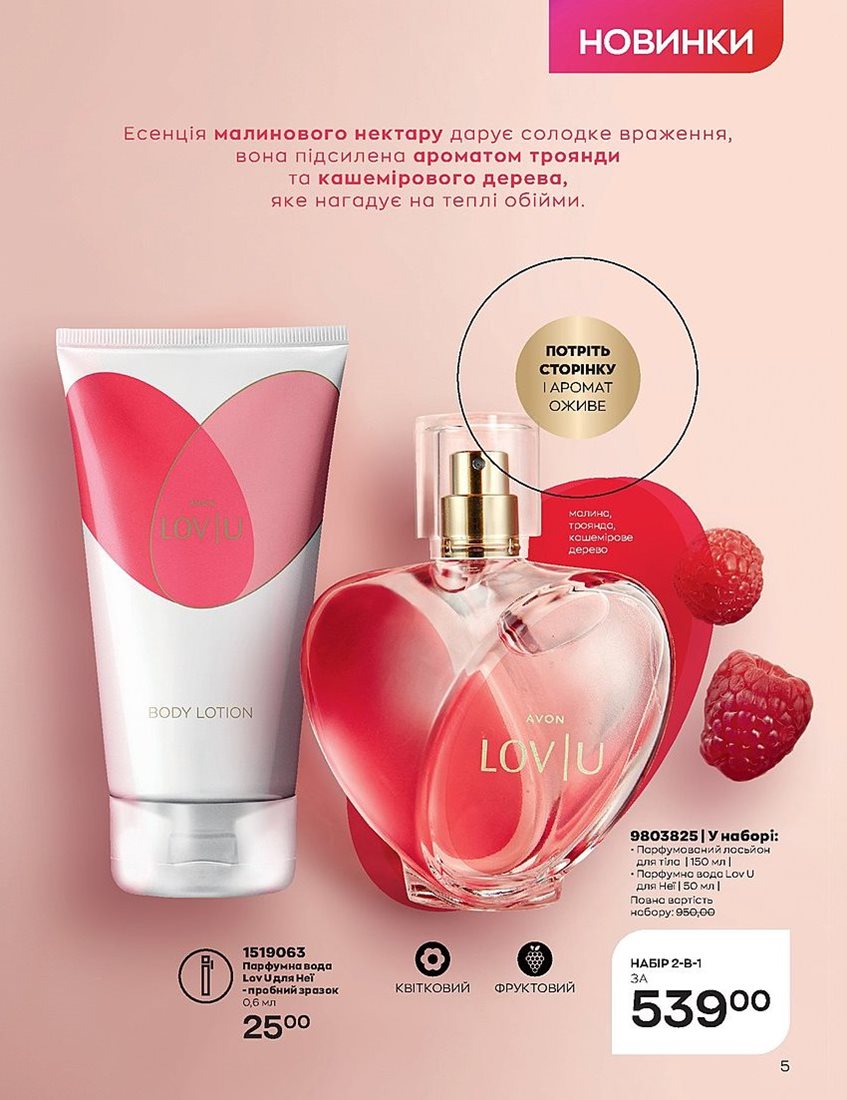 НОВИНКИ
Есенція малинового нектару дарує солодке враження,
вона підсилена ароматом троянди
та кашемірового дерева,
яке нагадує на теплі обійми.
ПОТРІТЬ
СТОРІНКУ
І АРОМАТ
ОЖИВЕ
малина,
троянда,
кашемірове
дерево
AVON
LOV|U
BODY LOTION
AVON
LOV|U
9803825 | У наборі:
• Парфумований лосьйон
для тіла | 150 мл |
• Парфумна вода Lov U
для Неї | 50 мл |
Повна вартість
набору: 950,00
1519063
Парфумна вода
Lov U для Неї
- пробний зразок
0,6 мл
25⁰⁰
КВІТКОВИЙ
ФРУКТОВИЙ
НАБІР 2-В-1
ЗА
539⁰⁰
5